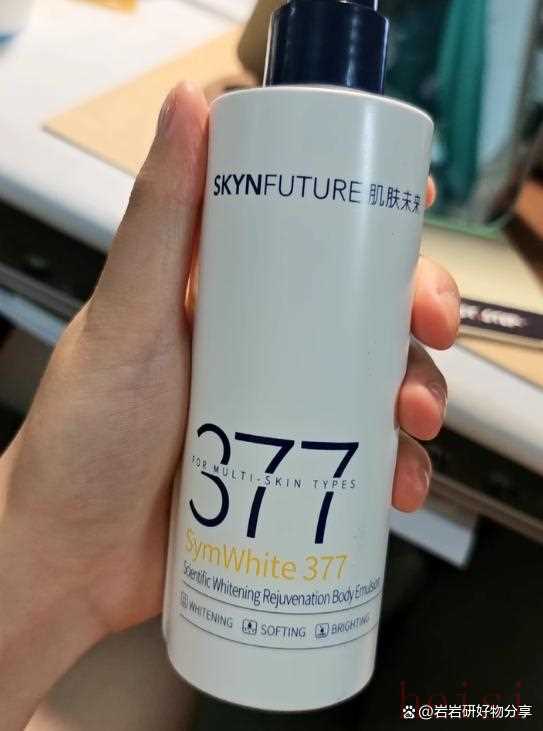 SKYNFUTURE 肌肤未来
377
FOR MULTI-SKIN TYPES
SymWhite 377
Scientific Whitening Rejuvenation Body Emulsion
WHITENING SOFTING BRIGHTING
@岩岩研好物分享